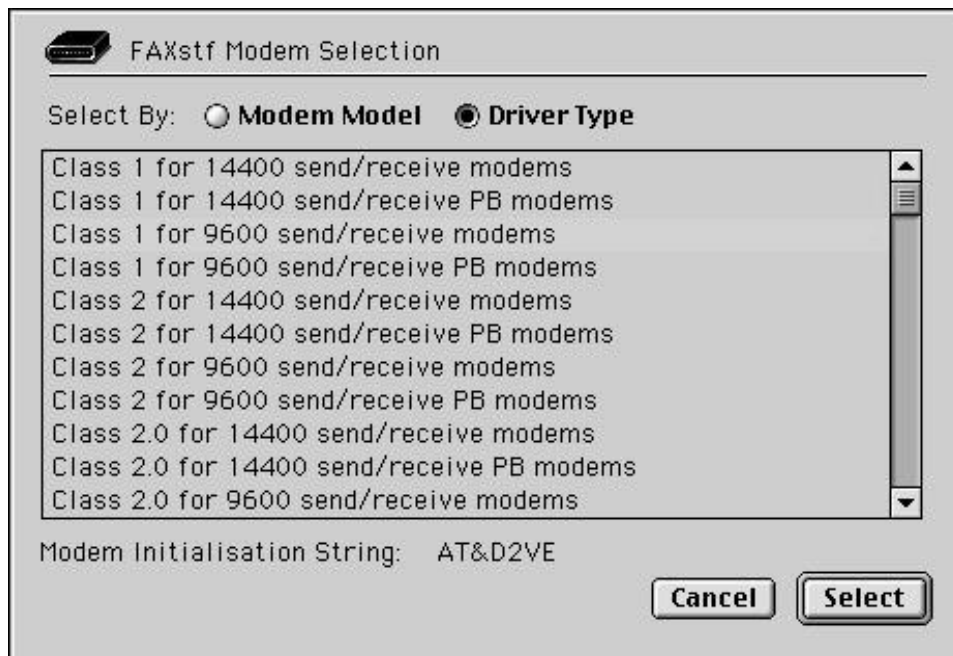 FAXstf Modem Selection
Select By: Modem Model Driver Type
Class 1 for 14400 send/receive modems
Class 1 for 14400 send/receive PB modems
Class 1 for 9600 send/receive modems
Class 1 for 9600 send/receive PB modems
Class 2 for 14400 send/receive modems
Class 2 for 14400 send/receive PB modems
Class 2 for 9600 send/receive modems
Class 2 for 9600 send/receive PB modems
Class 2.0 for 14400 send/receive modems
Class 2.0 for 14400 send/receive PB modems
Class 2.0 for 9600 send/receive modems
Modem Initialisation String: AT&D2VE
Cancel Select